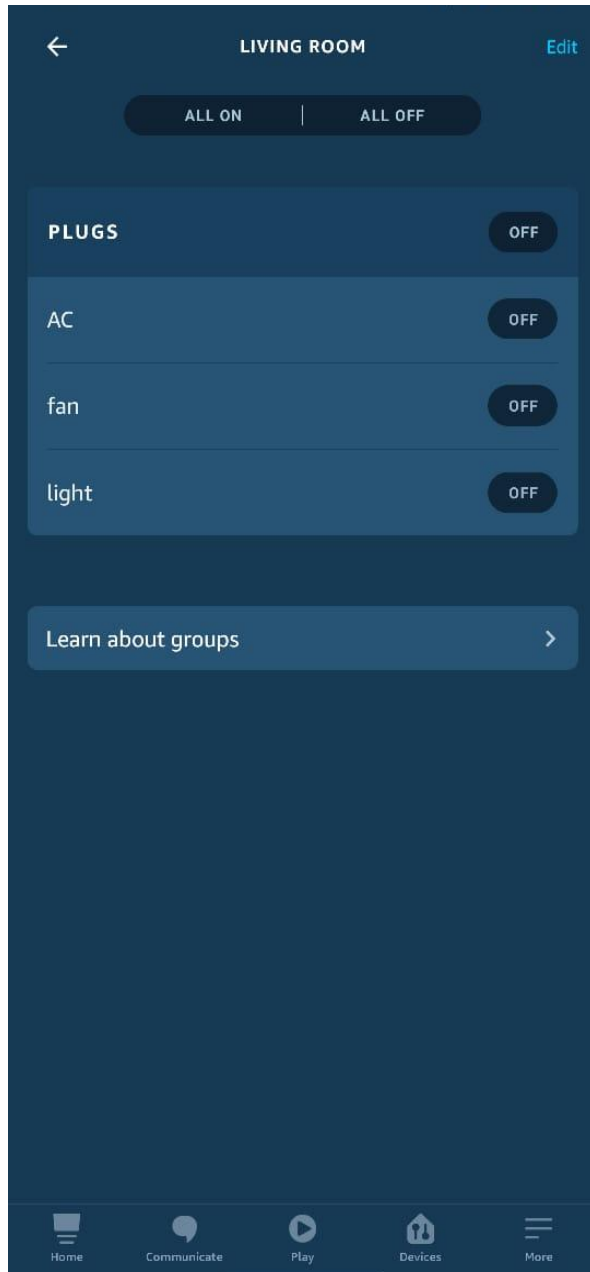 LIVING ROOM Edit
ALL ON | ALL OFF
PLUGS OFF
AC OFF
fan OFF
light OFF
Learn about groups
Home Communicate Play Devices More